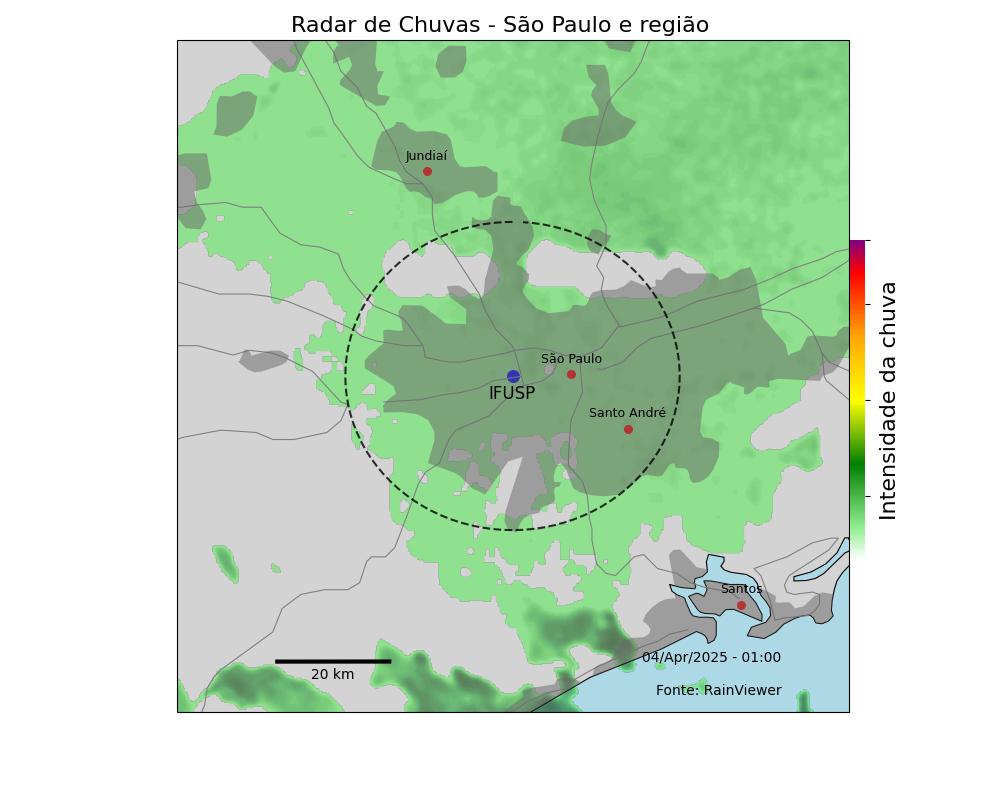 Radar de Chuvas - São Paulo e região
Jundiaí
São Paulo
IFUSP
Santo André
Intensidade da chuva
Santos
04/Apr/2025 - 01:00
20 km
Fonte: RainViewer